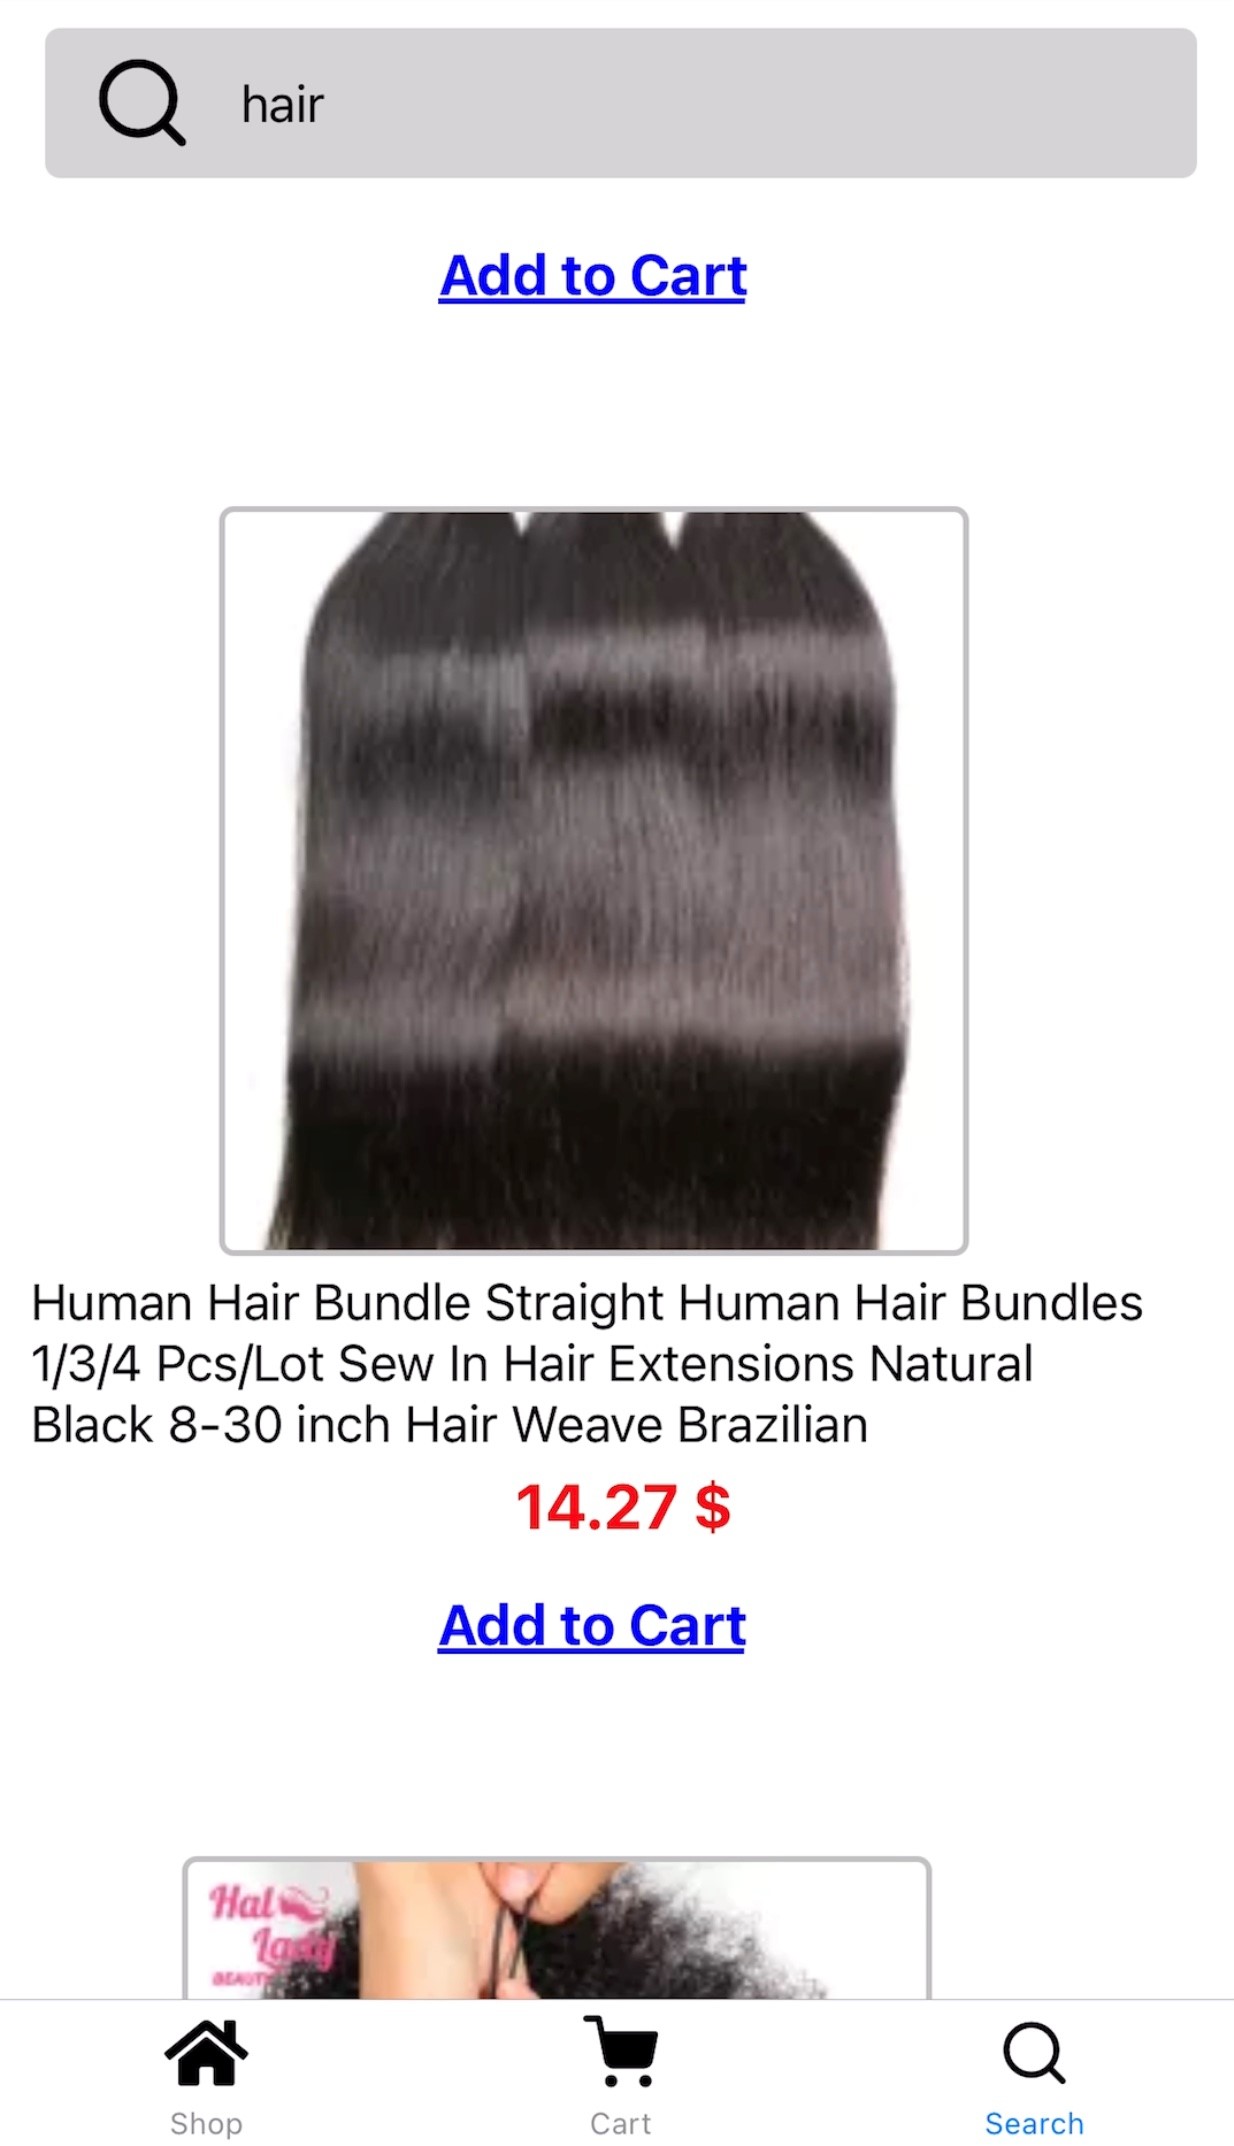 hair
Add to Cart
Human Hair Bundle Straight Human Hair Bundles
1/3/4 Pcs/Lot Sew In Hair Extensions Natural
Black 8-30 inch Hair Weave Brazilian
14.27 $
Add to Cart
Hal
Lady
Shop
Cart
Search